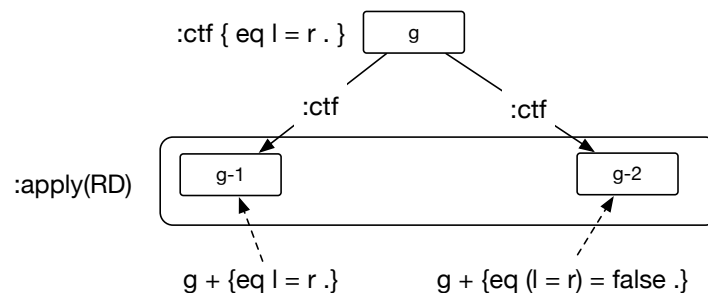 :ctf { eq l = r . }
g
:ctf
:ctf
:apply(RD)
g-1
g-2
g + {eq l = r .}
g + {eq (l = r) = false .}